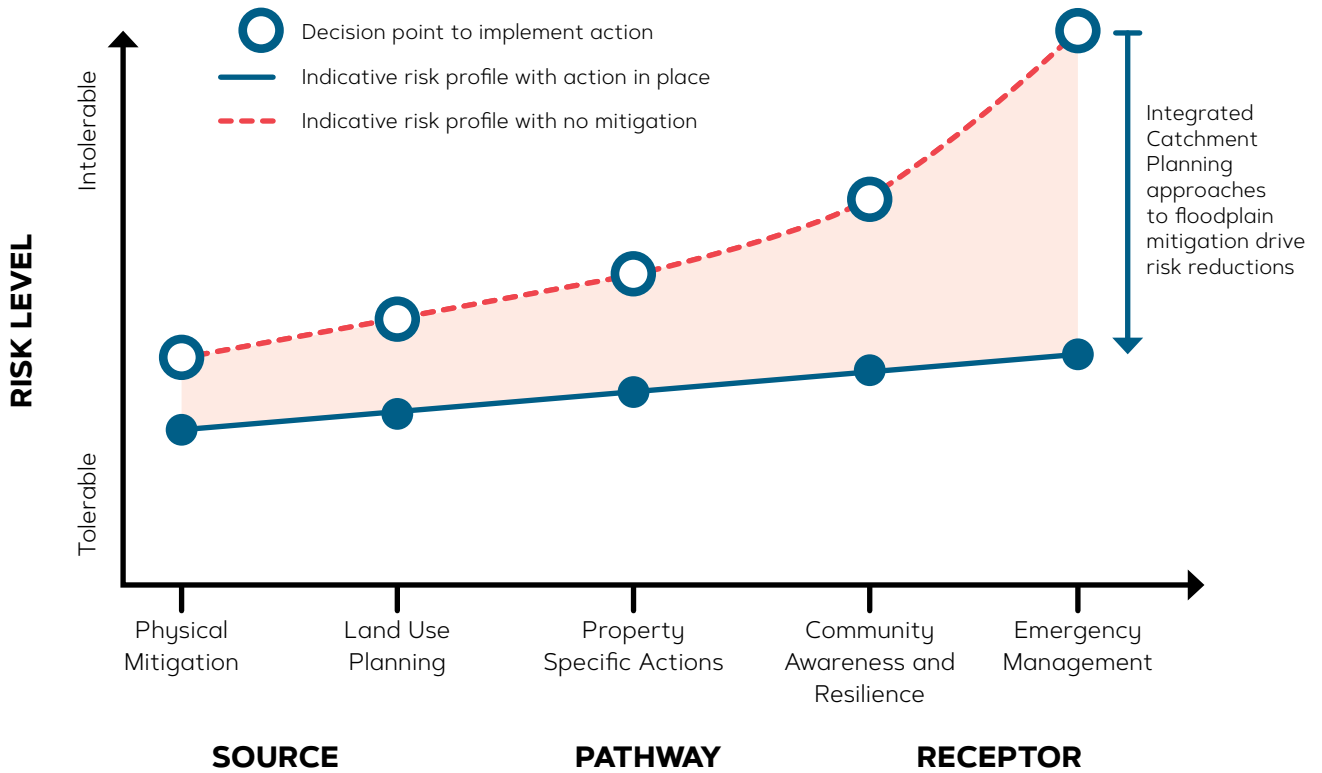 Decision point to implement action
Indicative risk profile with action in place
Indicative risk profile with no mitigation
RISK LEVEL
Intolerable
Tolerable
Integrated
Catchment
Planning
approaches
to floodplain
mitigation drive
risk reductions
Physical
Mitigation
Land Use
Planning
Property
Specific Actions
Community
Awareness and
Resilience
Emergency
Management
SOURCE
PATHWAY
RECEPTOR